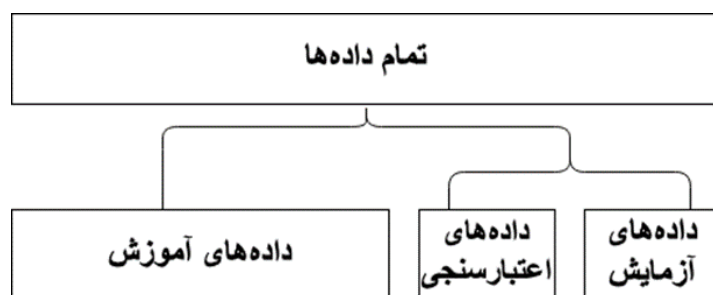 تمام داده‌ها
داده‌های
آزمایش
داده‌های
اعتبارسنجی
داده‌های آموزش